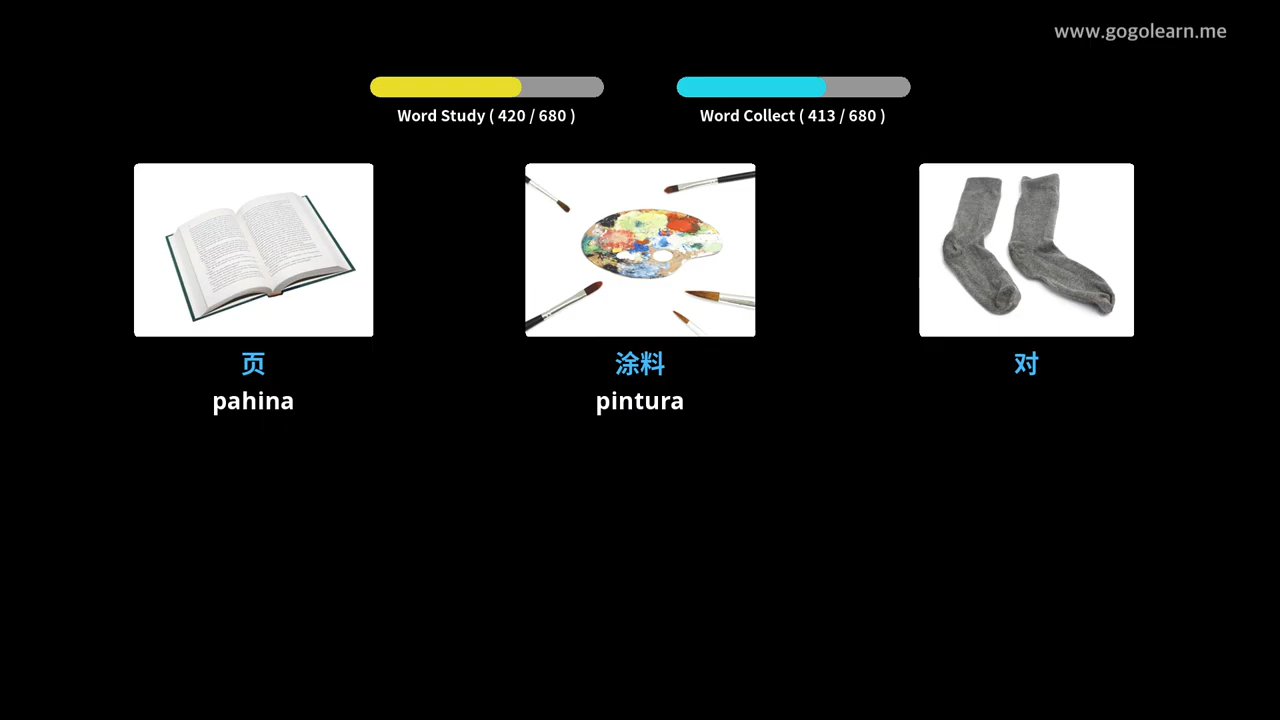 www.gogolearn.me
Word Study ( 420 / 680 )
Word Collect ( 413 / 680 )
页
pahina
涂料
pintura
对